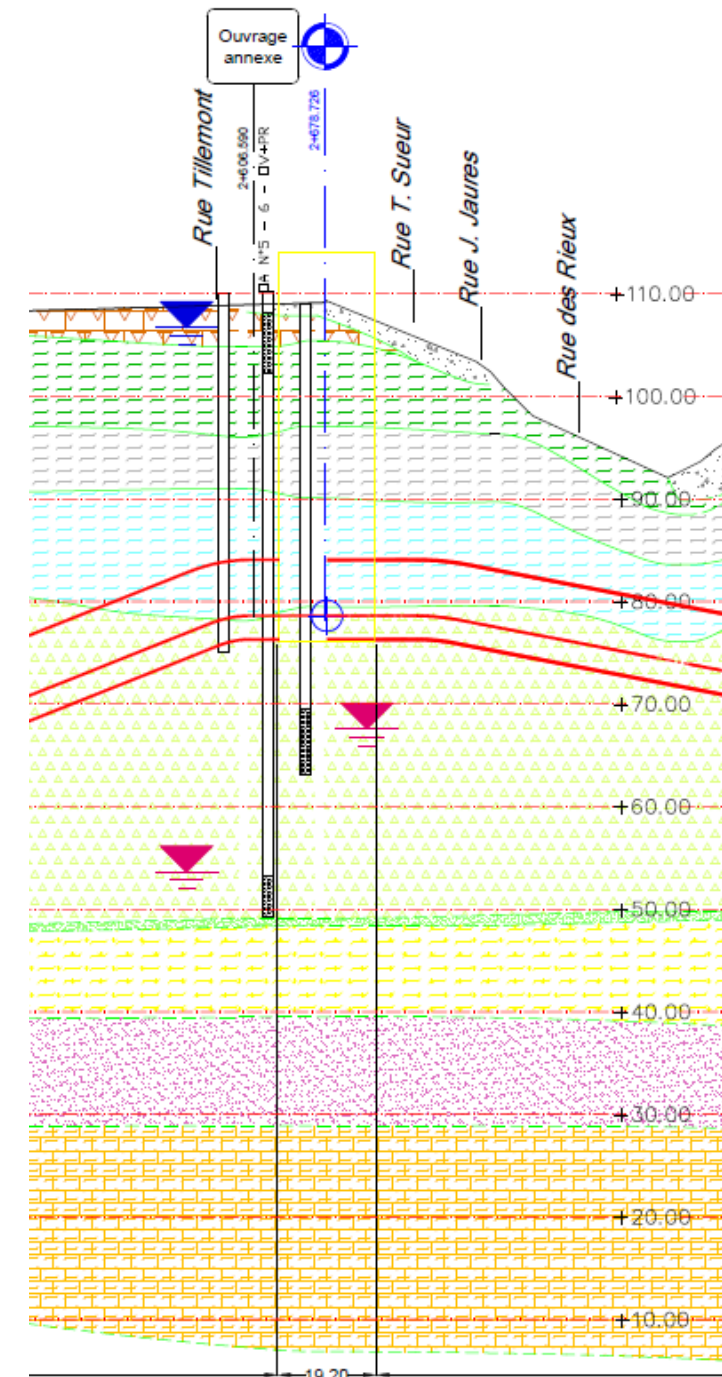 Ouvrage
annexe
Rue Tillemont
2+606.590
A N°5 - 6 - □V+PR
2+678.726
Rue T. Sueur
Rue J. Jaures
Rue des Rieux
+110.00
+100.00
+90.00
+80.00
+70.00
+60.00
+50.00
+40.00
+30.00
+20.00
+10.00
19.20